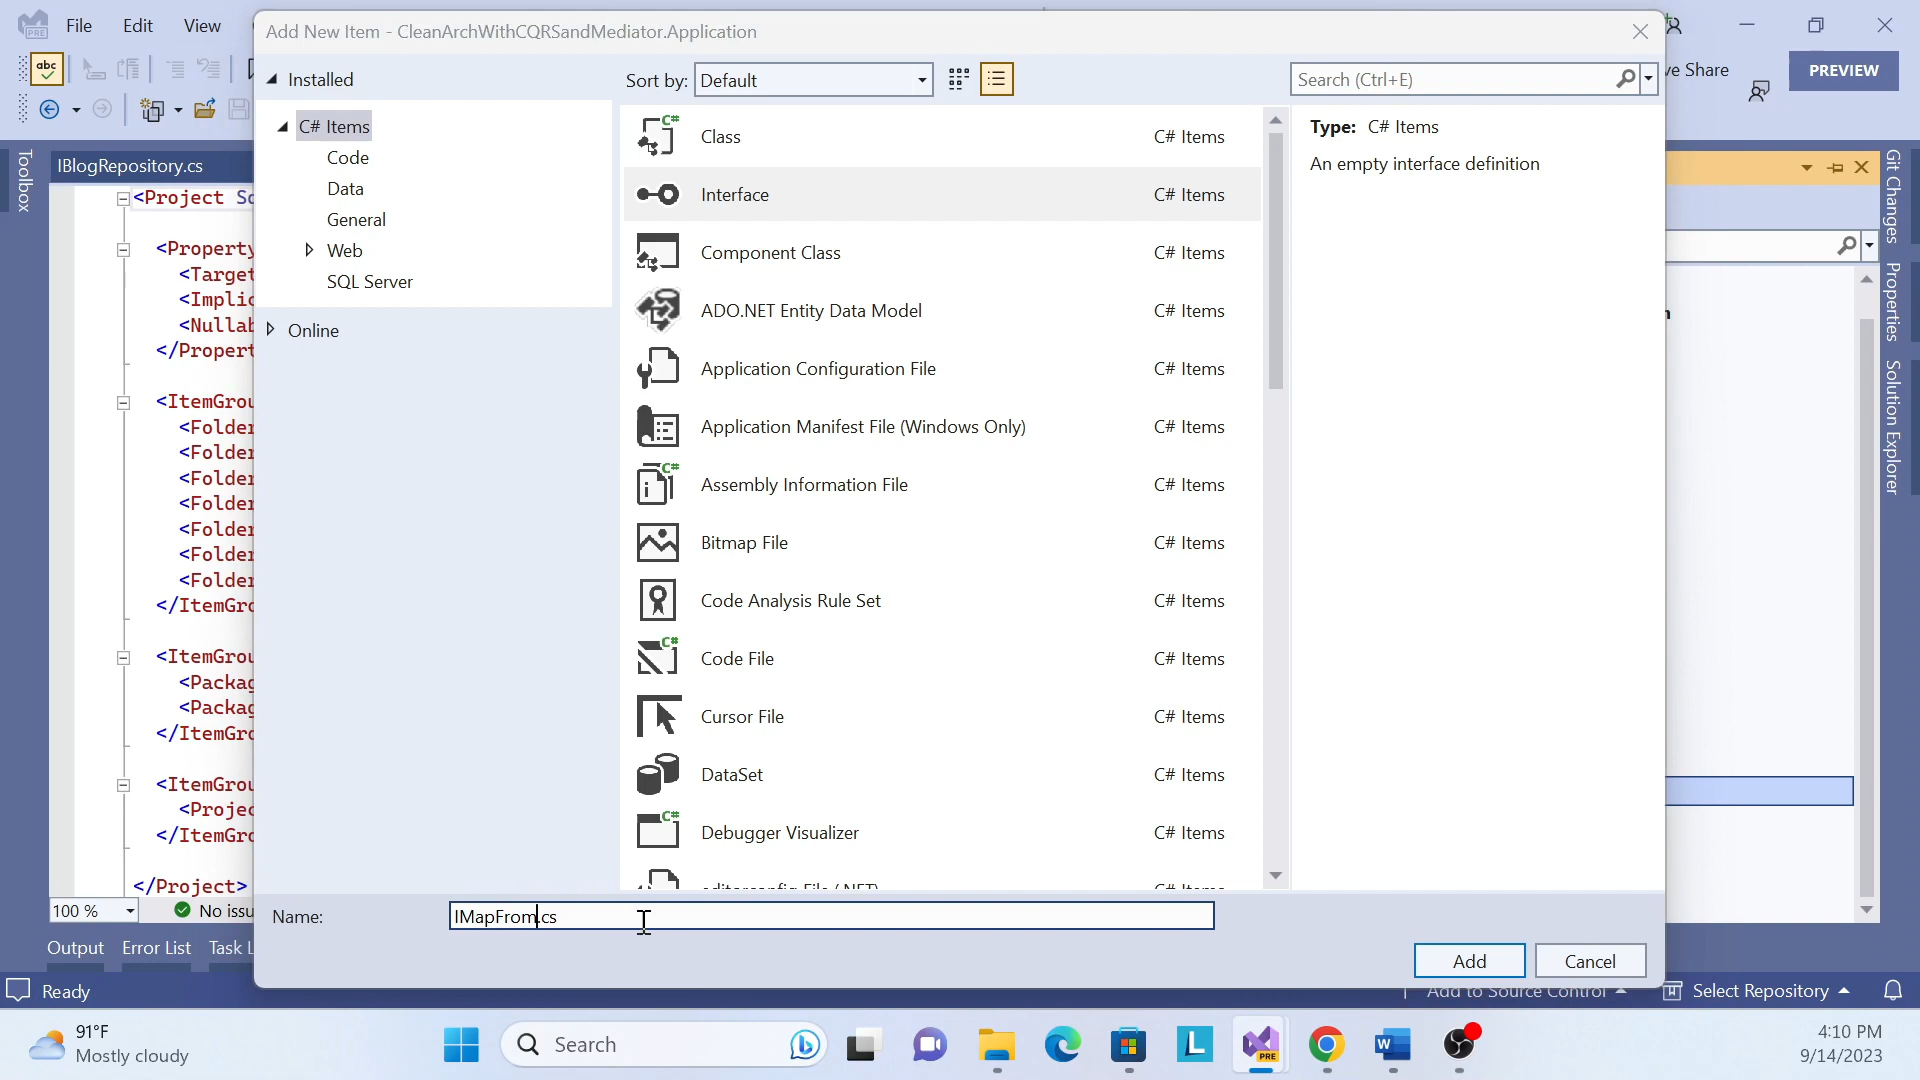 File Edit View
Add New Item - CleanArchWithCQRSandMediator.Application
Installed
Sort by: Default
Search (Ctrl+E)
PREVIEW
C# Items
Code
Data
General
Web
SQL Server
Online
Class C# Items
Interface C# Items
Component Class C# Items
ADO.NET Entity Data Model C# Items
Application Configuration File C# Items
Application Manifest File (Windows Only) C# Items
Assembly Information File C# Items
Bitmap File C# Items
Code Analysis Rule Set C# Items
Code File C# Items
Cursor File C# Items
DataSet C# Items
Debugger Visualizer C# Items
Type: C# Items
An empty interface definition
Name: IMapFrom.cs
Add Cancel
Toolbox
IBlogRepository.cs
<Project
<Property
<Target
<Implic
<Nullab
</Propert
<ItemGrou
<Folder
<Folder
<Folder
<Folder
<Folder
<Folder
<Folder
</ItemGro
<ItemGrou
<Packag
<Packag
</ItemGro
<ItemGrou
<Projec
</ItemGro
</Project>
100 % No issu
Output Error List Task L
Ready
Add to Source Control Select Repository
Git Changes
Properties
Solution Explorer
91°F
Mostly cloudy
Search
4:10 PM
9/14/2023